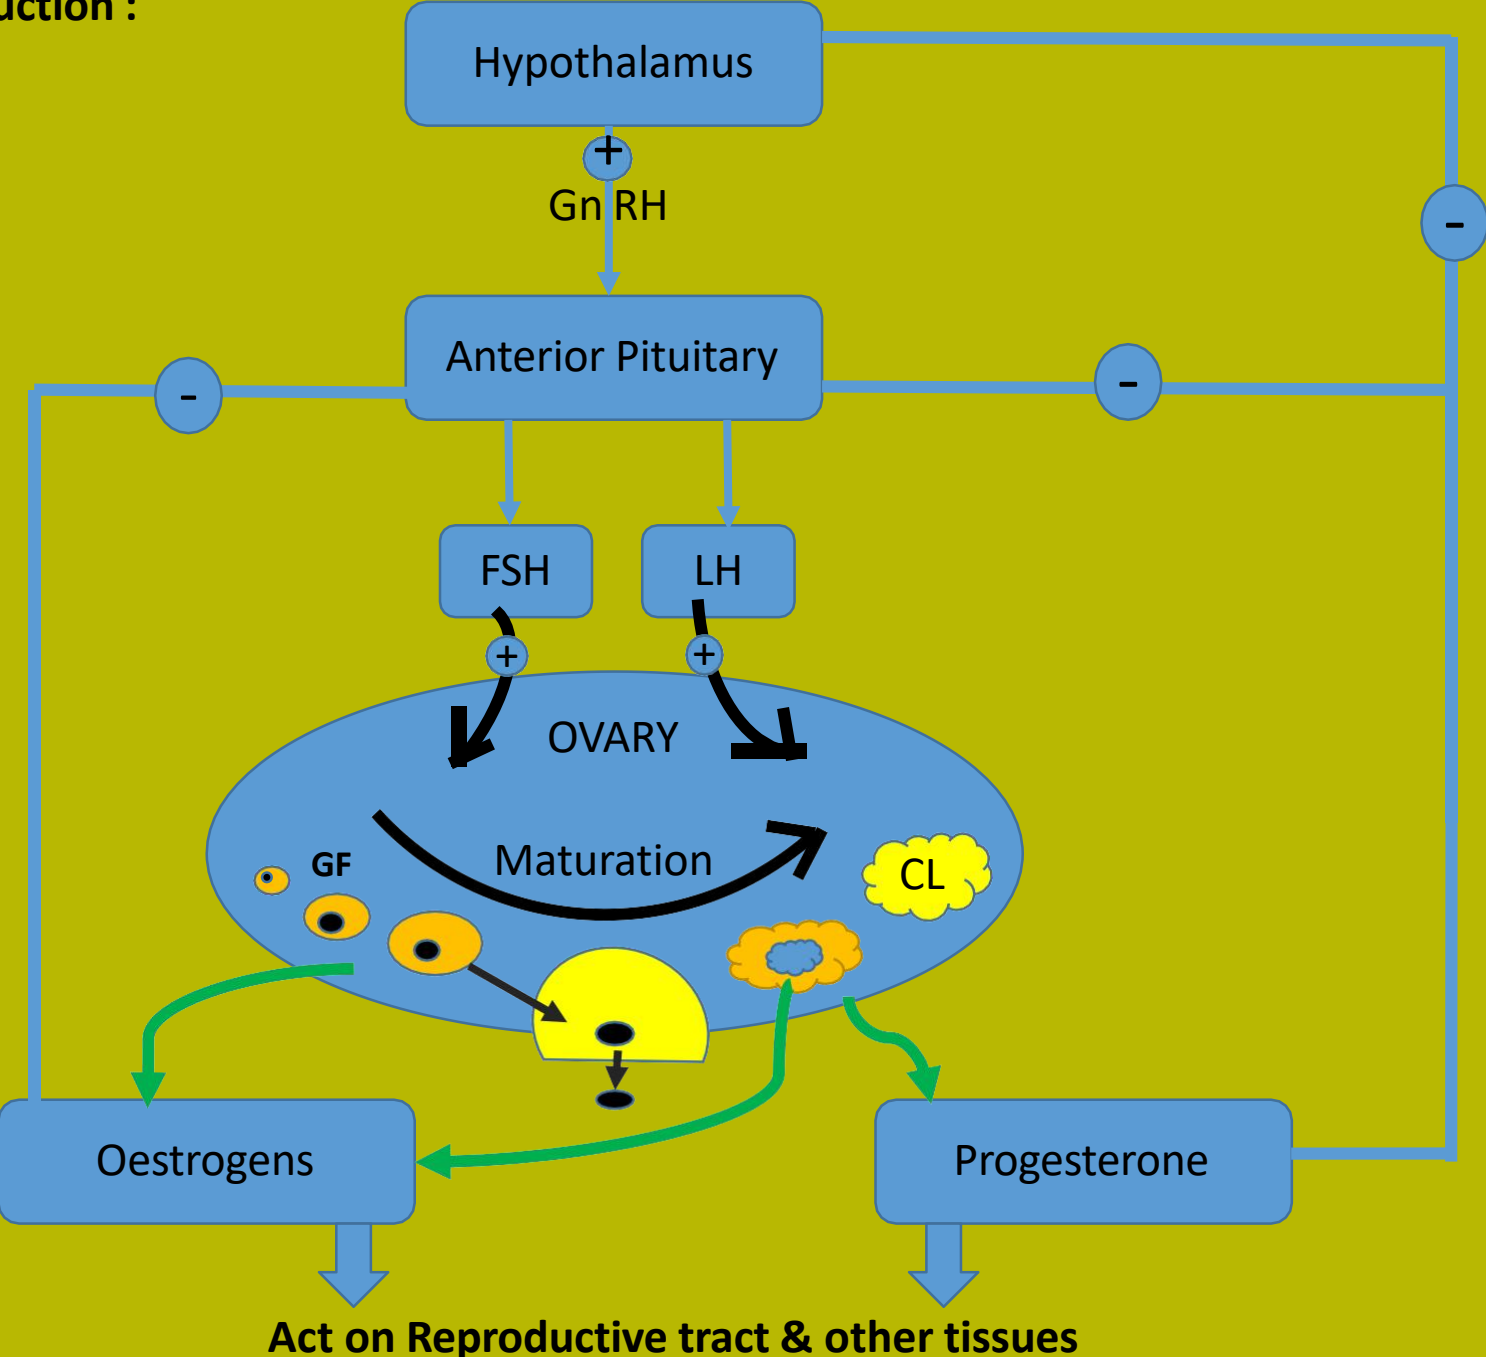 uction :
Hypothalamus
+
Gn RH
-
Anterior Pituitary
-
-
FSH
LH
+
+
OVARY
GF
Maturation
CL
Oestrogens
Progesterone
Act on Reproductive tract & other tissues